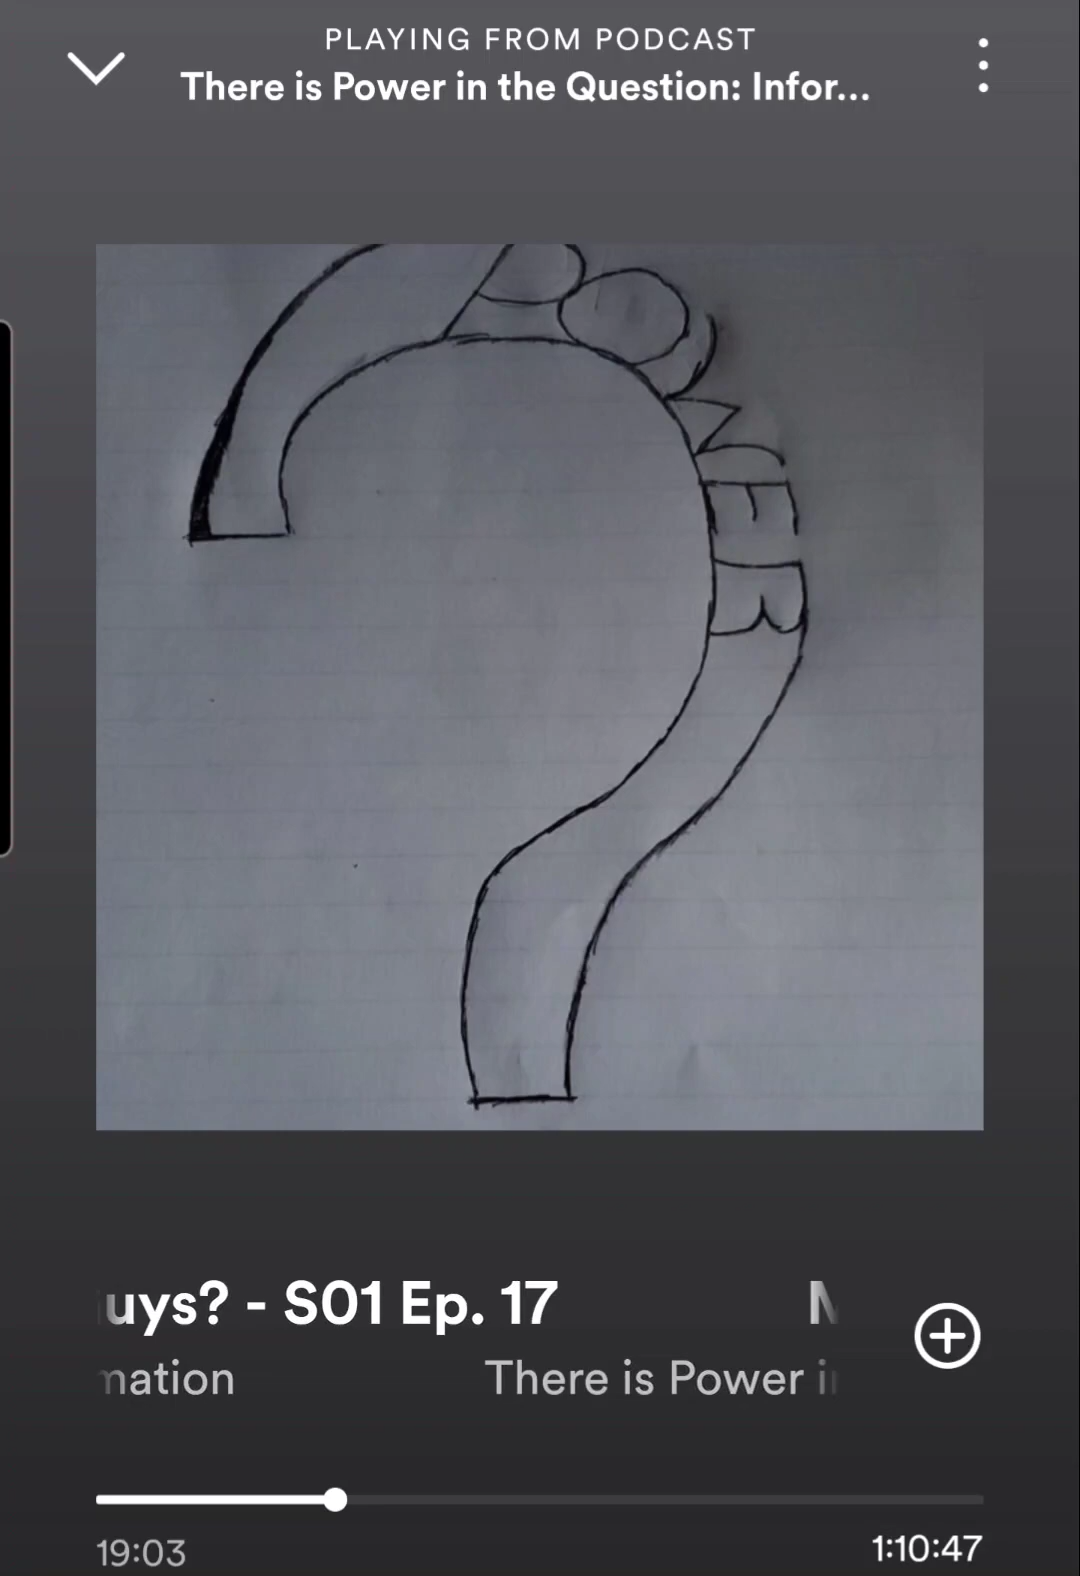 PLAYING FROM PODCAST
There is Power in the Question: Infor...
POWER
uys? - S01 Ep. 17 M
mation There is Power i
19:03 1:10:47